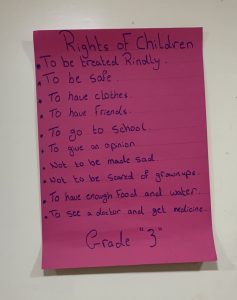 Rights of Children
• To be treated Kindly.
• To be safe.
• To have clothes.
• To have friends.
• To go to school.
• To give an opinion.
• Not to be made sad.
• Not to be scared of grownups.
• To have enough food and water.
• To see a doctor and get medicine.
Grade "3"